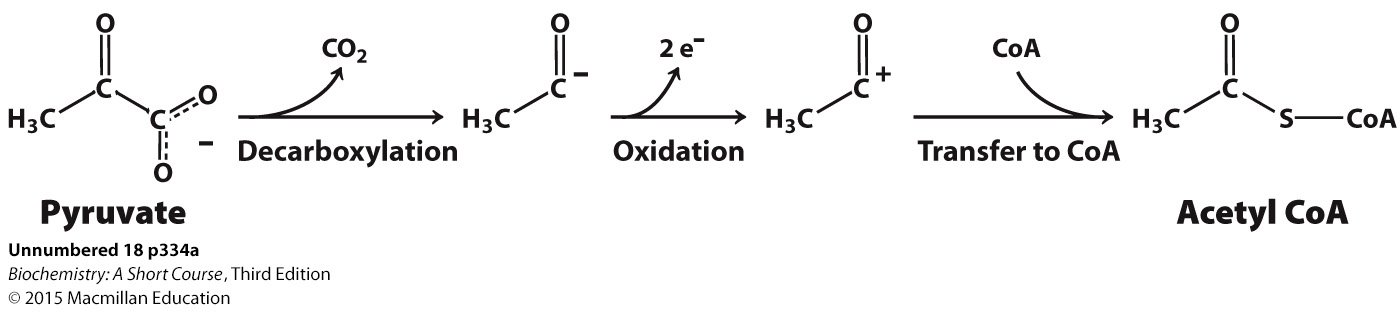 O
O
O
O
CO₂
2 e⁻
CoA
C
C⁻
C⁺
C
H₃C
C
O
H₃C
H₃C
H₃C
S
CoA
O
−
Decarboxylation
Oxidation
Transfer to CoA
Pyruvate
Acetyl CoA
Unnumbered 18 p334a
Biochemistry: A Short Course, Third Edition
© 2015 Macmillan Education